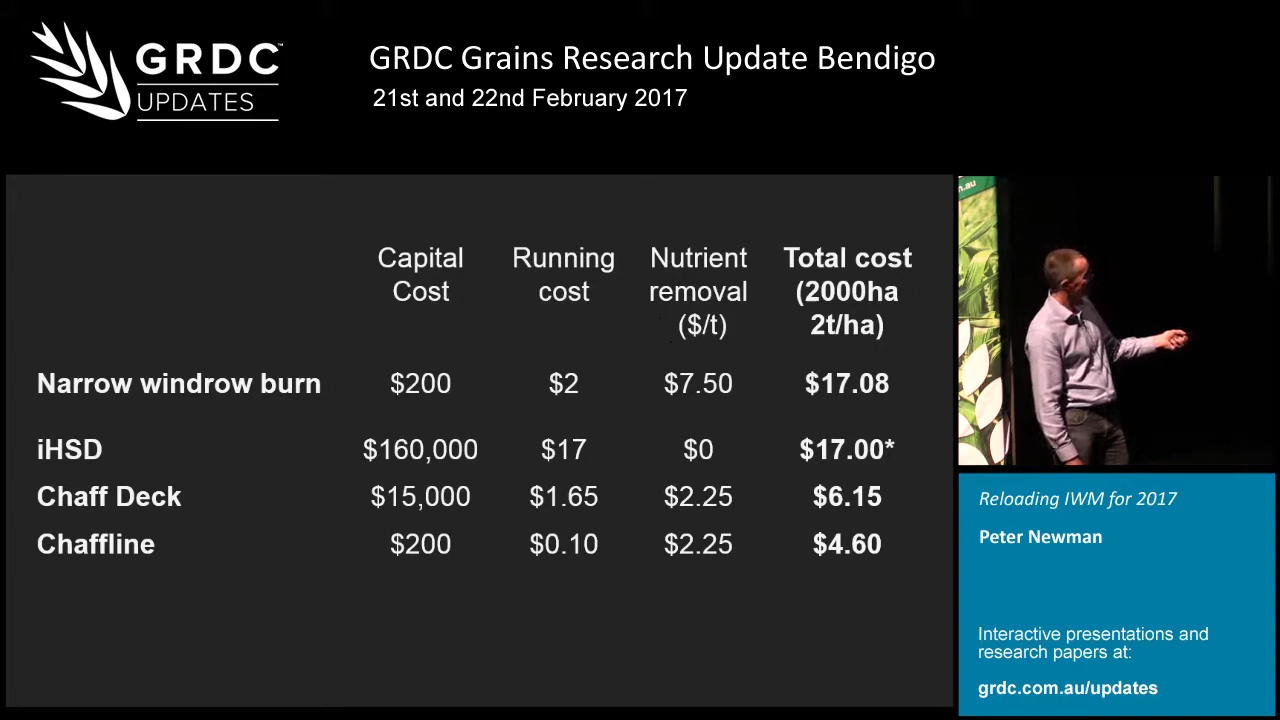 GRDC™
UPDATES
GRDC Grains Research Update Bendigo
21st and 22nd February 2017
Capital Cost
Running cost
Nutrient removal ($/t)
Total cost (2000ha 2t/ha)
Narrow windrow burn $200 $2 $7.50 $17.08
iHSD $160,000 $17 $0 $17.00*
Chaff Deck $15,000 $1.65 $2.25 $6.15
Chaffline $200 $0.10 $2.25 $4.60
n.au
Reloading IWM for 2017
Peter Newman
Interactive presentations and
research papers at:
grdc.com.au/updates